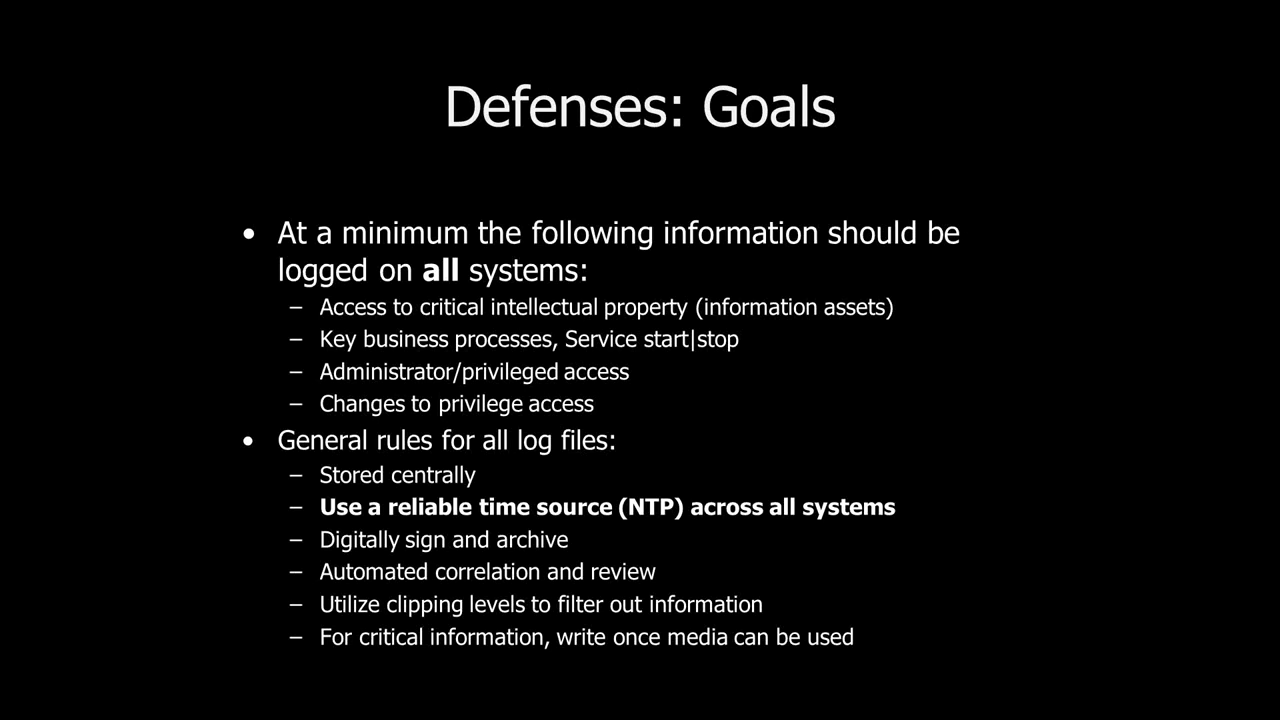 Defenses: Goals
• At a minimum the following information should be
logged on all systems:
– Access to critical intellectual property (information assets)
– Key business processes, Service start|stop
– Administrator/privileged access
– Changes to privilege access
• General rules for all log files:
– Stored centrally
– Use a reliable time source (NTP) across all systems
– Digitally sign and archive
– Automated correlation and review
– Utilize clipping levels to filter out information
– For critical information, write once media can be used